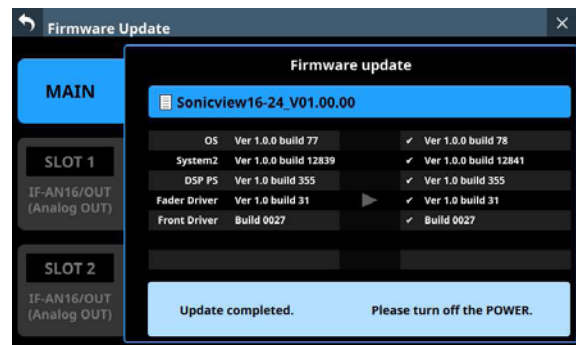 Firmware Update
Firmware update
MAIN
Sonicview16-24_V01.00.00
OS Ver 1.0.0 build 77 ✔ Ver 1.0.0 build 78
System2 Ver 1.0.0 build 12839 ✔ Ver 1.0.0 build 12841
DSP PS Ver 1.0 build 355 ✔ Ver 1.0 build 355
Fader Driver Ver 1.0 build 31 ✔ Ver 1.0 build 31
Front Driver Build 0027 ✔ Build 0027
SLOT 1
IF-AN16/OUT
(Analog OUT)
SLOT 2
IF-AN16/OUT
(Analog OUT)
Update completed. Please turn off the POWER.